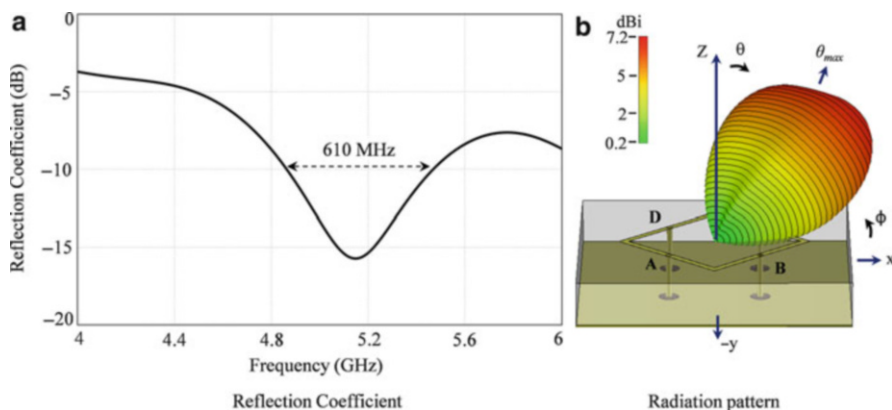 a
0
−5
−10
−15
−20
Reflection Coefficient (dB)
610 MHz
4
4.4
4.8
5.2
5.6
6
Frequency (GHz)
Reflection Coefficient
b
dBi
7.2
5
2
0.2
Z
θ
θmax
D
A
B
ϕ
x
−y
Radiation pattern